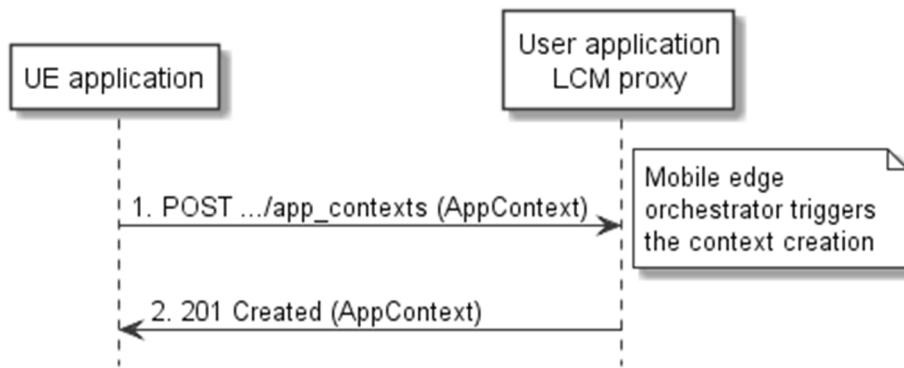 UE application
User application
LCM proxy
Mobile edge
orchestrator triggers
the context creation
1. POST .../app_contexts (AppContext)
2. 201 Created (AppContext)